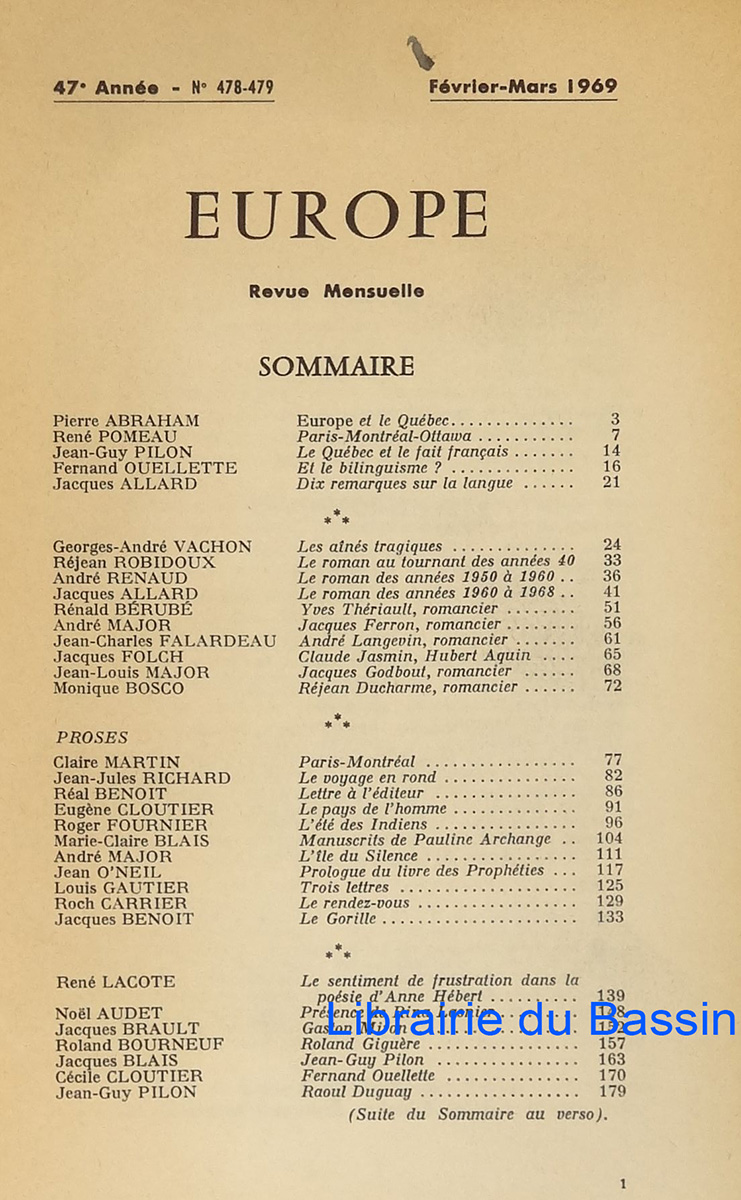 47e Année - N° 478-479 Février-Mars 1969
EUROPE
Revue Mensuelle
SOMMAIRE
Pierre ABRAHAM Europe et le Québec.............. 3
René POMEAU Paris-Montréal-Ottawa ........... 7
Jean-Guy PILON Le Québec et le fait français ....... 14
Fernand OUELLETTE Et le bilinguisme ? .............. 16
Jacques ALLARD Dix remarques sur la langue ...... 21
***
Georges-André VACHON Les aînés tragiques .............. 24
Réjean ROBIDOUX Le roman au tournant des années 40 33
André RENAUD Le roman des années 1950 à 1960 .. 36
Jacques ALLARD Le roman des années 1960 à 1968 .. 41
Rénald BÉRUBÉ Yves Thériault, romancier ........ 51
André MAJOR Jacques Ferron, romancier ........ 56
Jean-Charles FALARDEAU André Langevin, romancier ....... 61
Jacques FOLCH Claude Jasmin, Hubert Aquin .... 65
Jean-Louis MAJOR Jacques Godbout, romancier ...... 68
Monique BOSCO Réjean Ducharme, romancier ...... 72
***
PROSES
Claire MARTIN Paris-Montréal ................. 77
Jean-Jules RICHARD Le voyage en rond ............... 82
Réal BENOIT Lettre à l'éditeur ................ 86
Eugène CLOUTIER Le pays de l'homme .............. 91
Roger FOURNIER L'été des Indiens ................ 96
Marie-Claire BLAIS Manuscrits de Pauline Archange .. 104
André MAJOR L'île du Silence ................. 111
Jean O'NEIL Prologue du livre des Prophéties ... 117
Louis GAUTIER Trois lettres .................... 125
Roch CARRIER Le rendez-vous .................. 129
Jacques BENOIT Le Gorille ...................... 133
***
René LACOTE Le sentiment de frustration dans la
poésie d'Anne Hébert .......... 139
Noël AUDET Présence de Rina Lasnier ......... 148
Jacques BRAULT Gaston Miron ................... 152
Roland BOURNEUF Roland Giguère ................. 157
Jacques BLAIS Jean-Guy Pilon ................. 163
Cécile CLOUTIER Fernand Ouellette ............... 170
Jean-Guy PILON Raoul Duguay .................. 179
Librairie du Bassin
(Suite du Sommaire au verso).
1